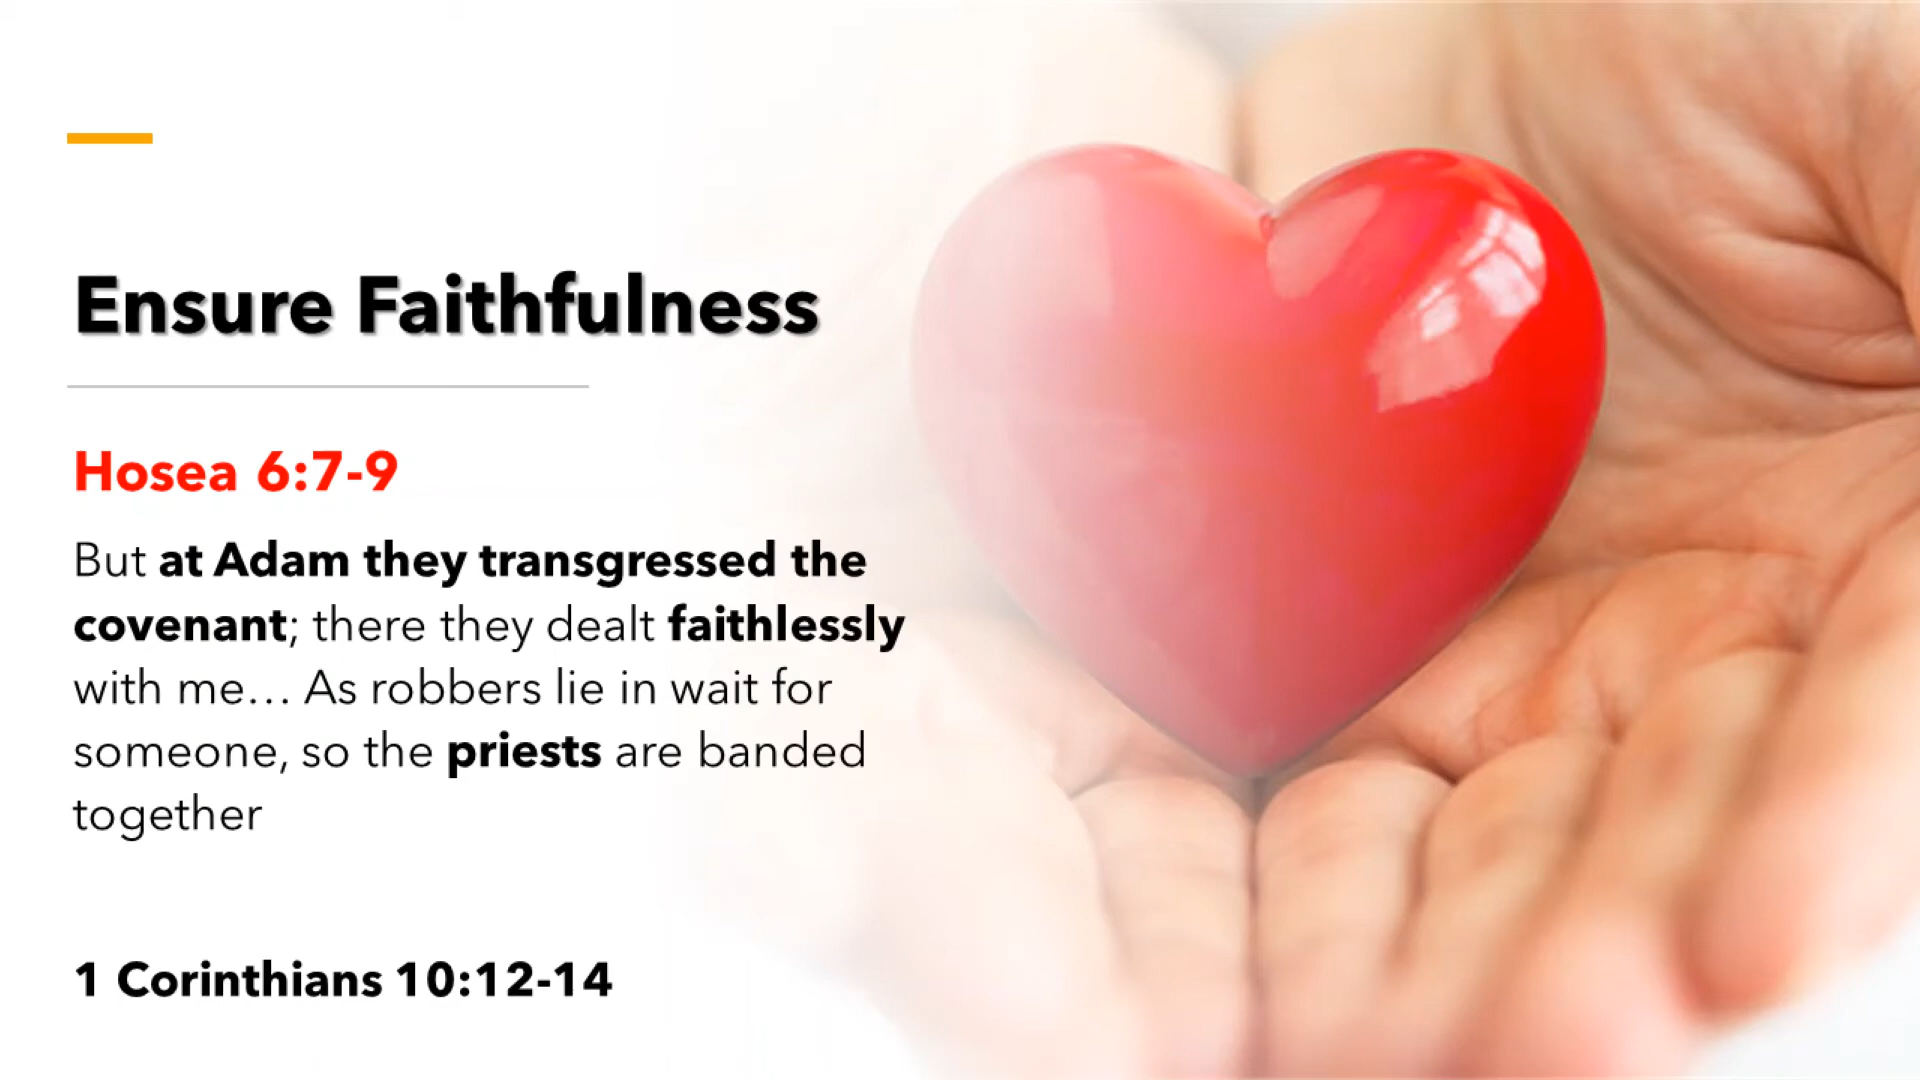 Ensure Faithfulness
Hosea 6:7-9
But at Adam they transgressed the
covenant; there they dealt faithlessly
with me… As robbers lie in wait for
someone, so the priests are banded
together
1 Corinthians 10:12-14